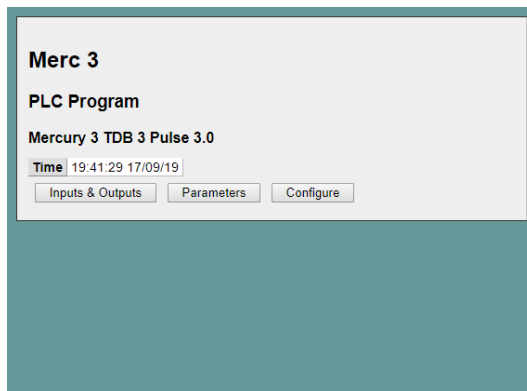 Merc 3
PLC Program
Mercury 3 TDB 3 Pulse 3.0
Time 19:41:29 17/09/19
Inputs & Outputs Parameters Configure